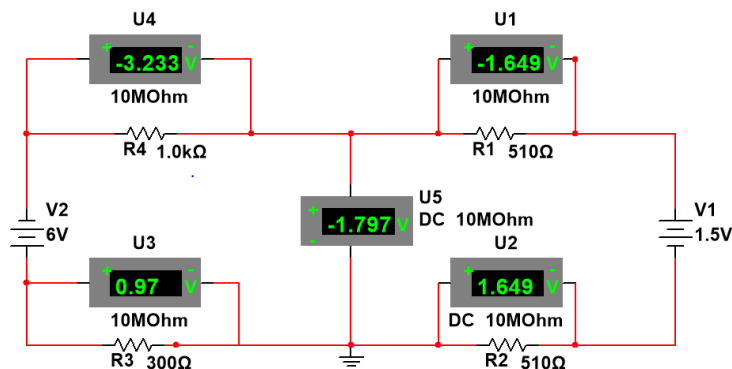 U4
+ -
-3.233 V
10MOhm
R4 1.0kΩ
U1
+ -
-1.649 V
10MOhm
R1 510Ω
V2
6V
U5
+
-1.797 V
-
DC 10MOhm
V1
1.5V
U3
+ -
0.97 V
10MOhm
R3 300Ω
U2
+ -
1.649 V
DC 10MOhm
R2 510Ω